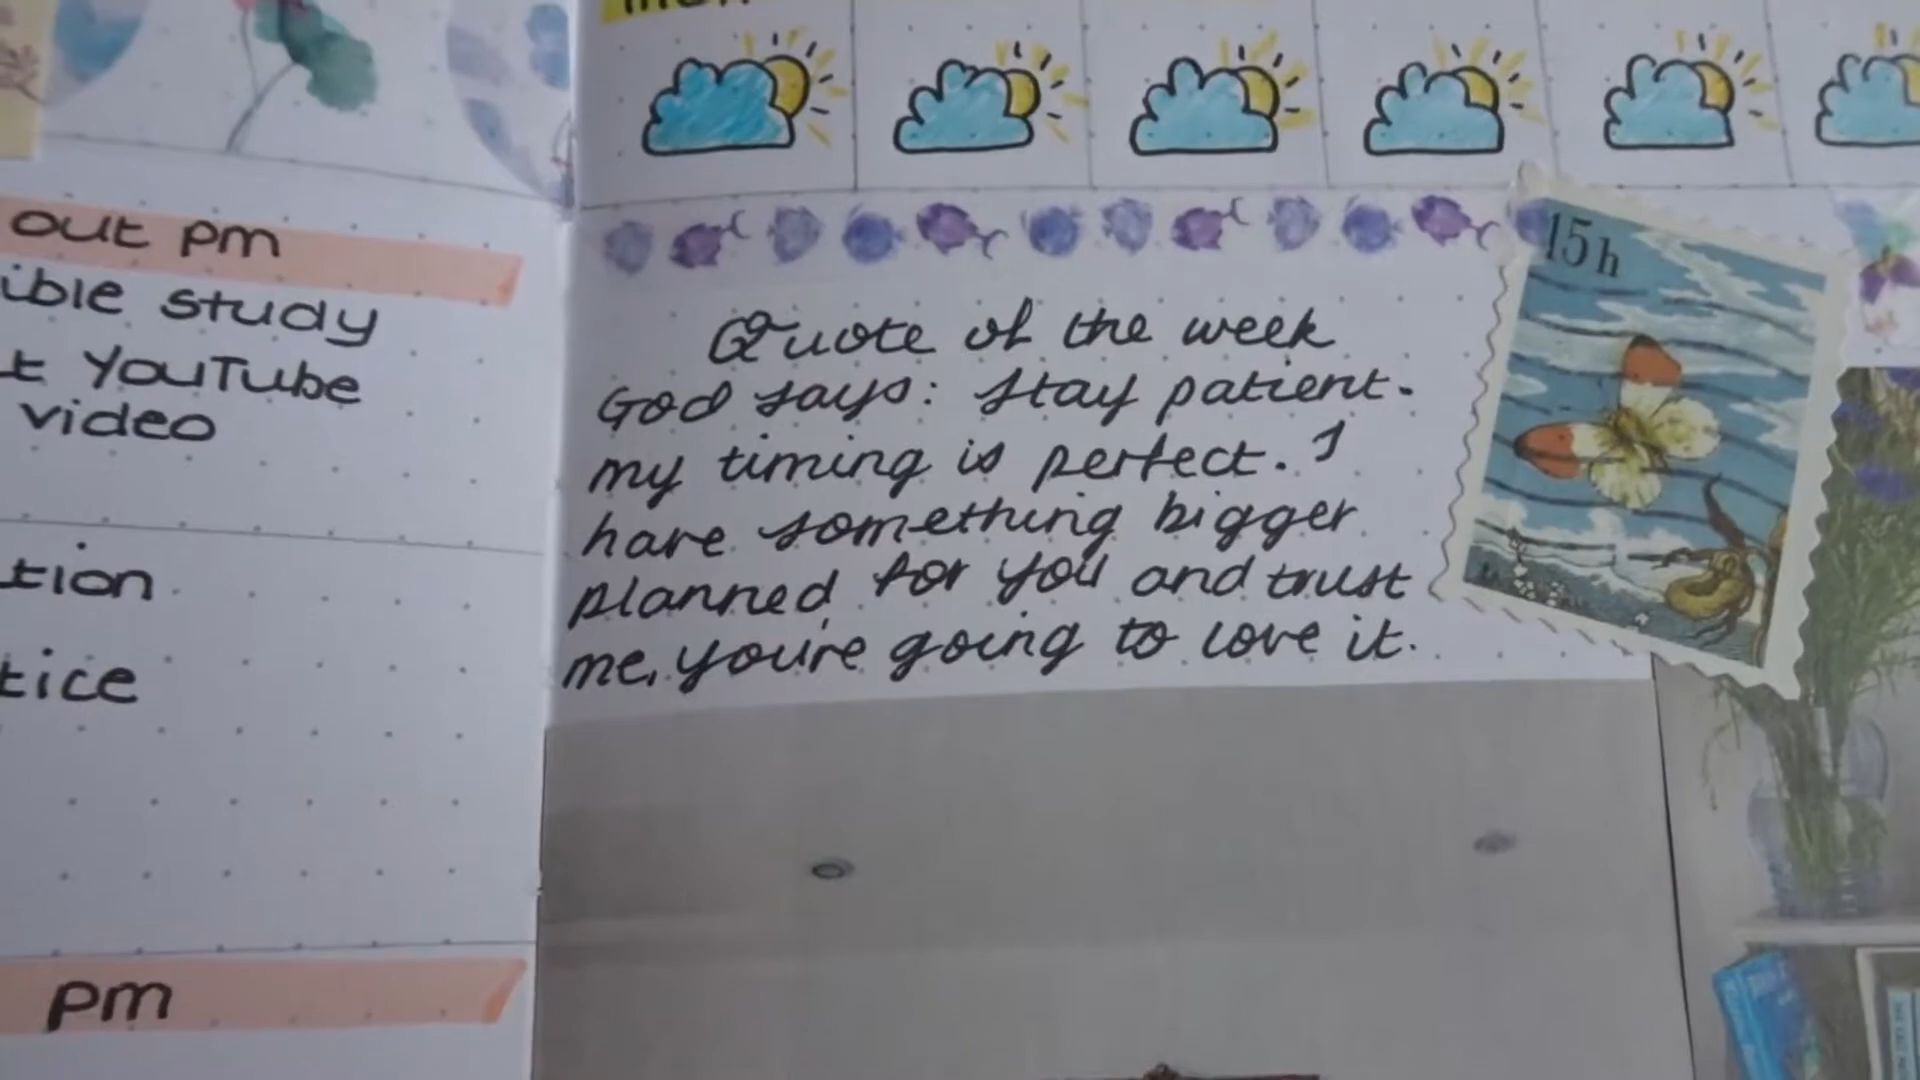 out pm
ible study
t YouTube
video
tion
tice
pm
Quote of the week
God says: Stay patient.
my timing is perfect. I
have something bigger
planned for you and trust
me, you're going to love it.
15h